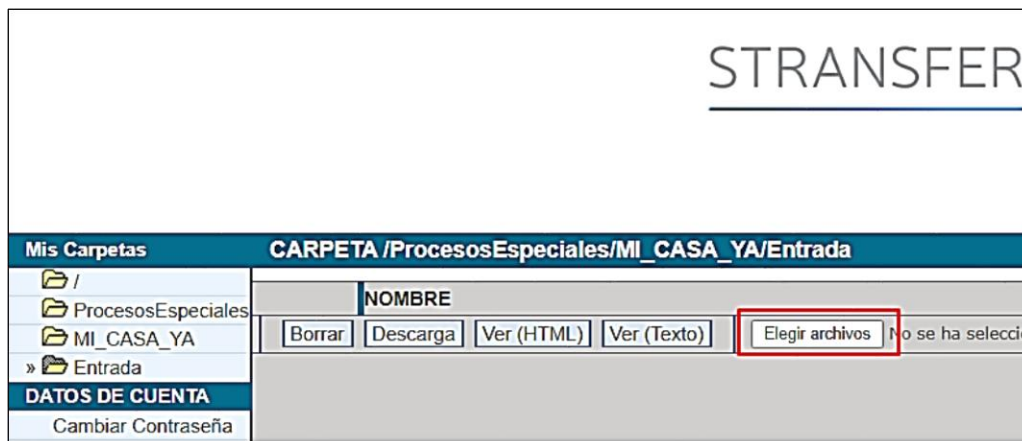 STRANSFER
Mis Carpetas
CARPETA /ProcesosEspeciales/MI_CASA_YA/Entrada
/
NOMBRE
ProcesosEspeciales
MI_CASA_YA
Borrar Descarga Ver (HTML) Ver (Texto) Elegir archivos No se ha selecci
» Entrada
DATOS DE CUENTA
Cambiar Contraseña